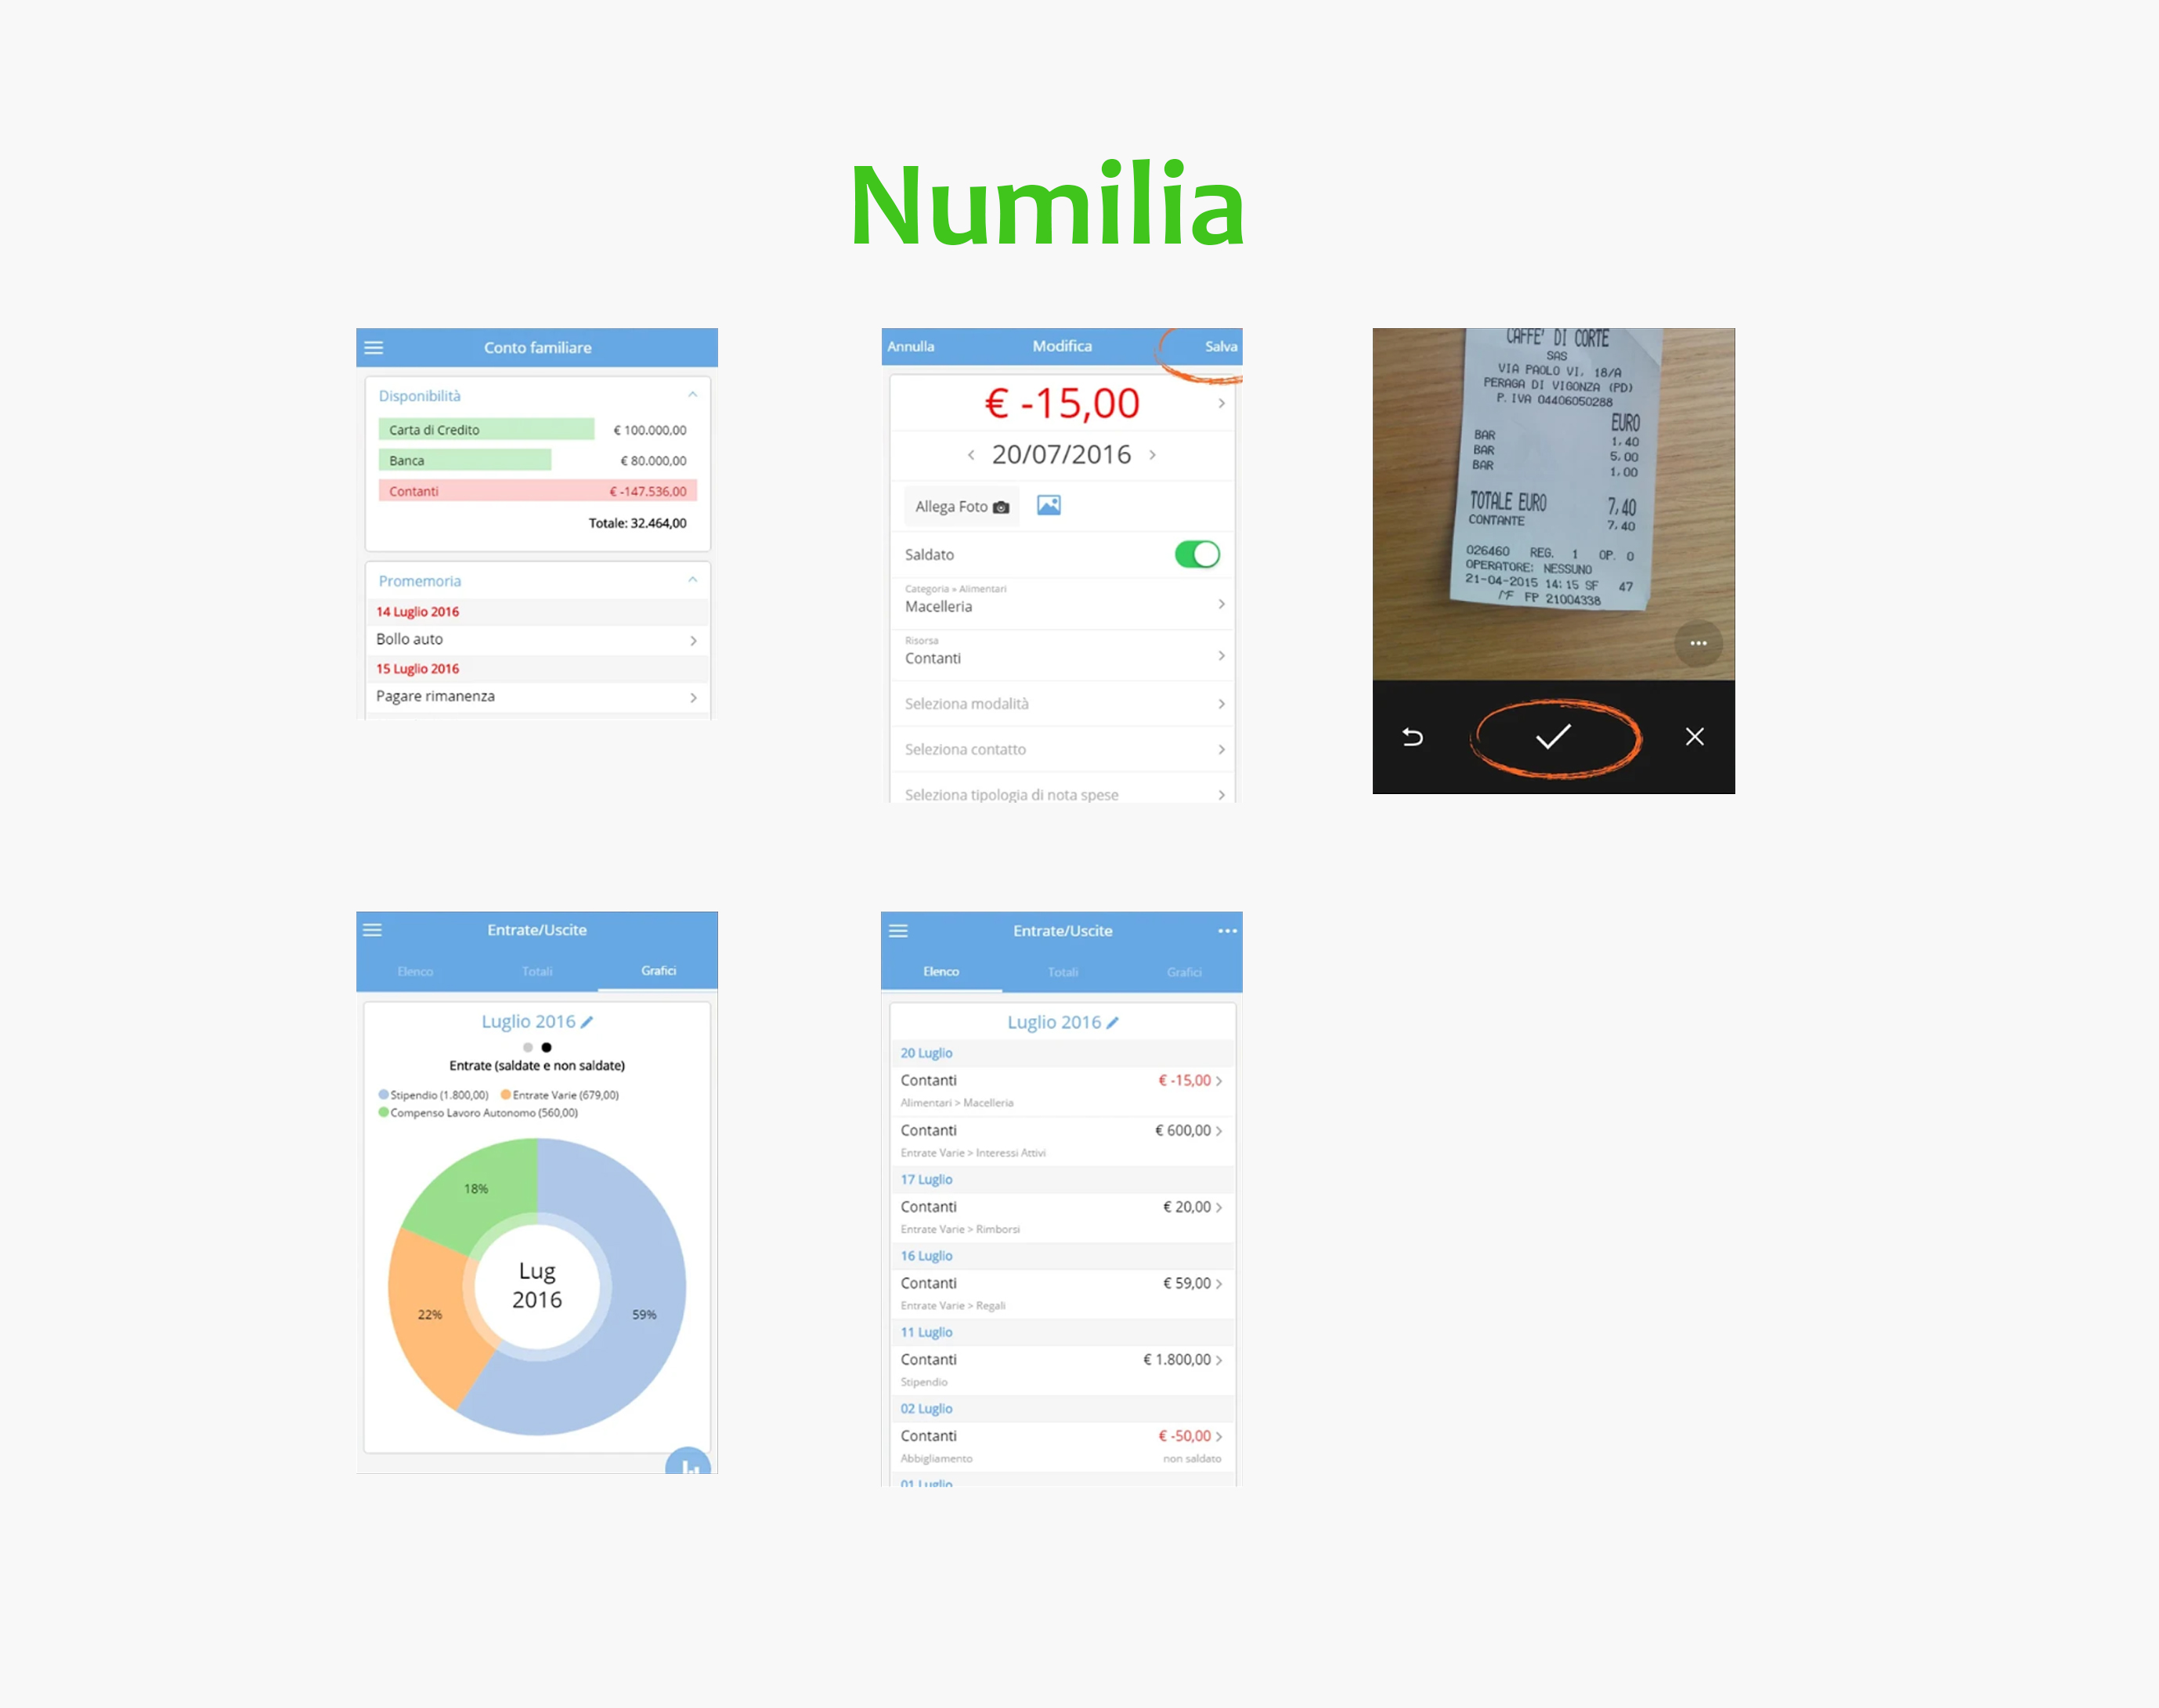 Numilia
Conto familiare
Disponibilità
Carta di Credito € 100.000,00
Banca € 80.000,00
Contanti € -147.536,00
Totale: 32.464,00
Promemoria
14 Luglio 2016
Bollo auto
15 Luglio 2016
Pagare rimanenza
Annulla Modifica Salva
€ -15,00
20/07/2016
Allega Foto
Saldato
Categoria » Alimentari
Macelleria
Risorsa
Contanti
Seleziona modalità
Seleziona contatto
Seleziona tipologia di nota spese
CAFFE' DI CORTE
SAS
VIA PAOLO VI, 18/A
PERAGA DI VIGONZA (PD)
P.IVA 04406050288
EURO
BAR 1,40
BAR 5,00
BAR 1,00
TOTALE EURO 7,40
CONTANTE 7,40
026460 REG. 1 OP. 0
OPERATORE: NESSUNO
21-04-2015 14:15 SF 47
MF FP 21004338
Entrate/Uscite
Elenco Totali Grafici
Luglio 2016
Entrate (saldate e non saldate)
Stipendio (1.800,00) Entrate Varie (679,00)
Compenso Lavoro Autonomo (560,00)
18%
Lug
2016
22% 59%
Entrate/Uscite
Elenco Totali Grafici
Luglio 2016
20 Luglio
Contanti € -15,00
Alimentari > Macelleria
Contanti € 600,00
Entrate Varie > Interessi Attivi
17 Luglio
Contanti € 20,00
Entrate Varie > Rimborsi
16 Luglio
Contanti € 59,00
Entrate Varie > Regali
11 Luglio
Contanti € 1.800,00
Stipendio
02 Luglio
Contanti € -50,00
Abbigliamento non saldato
01 Luglio